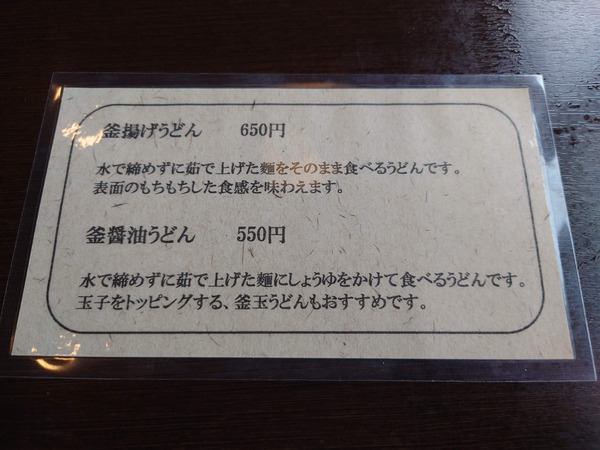 釜揚げうどん　　650円
水で締めずに茹で上げた麺をそのまま食べるうどんです。
表面のもちもちした食感を味わえます。
釜醤油うどん　　550円
水で締めずに茹で上げた麺にしょうゆをかけて食べるうどんです。
玉子をトッピングする、釜玉うどんもおすすめです。